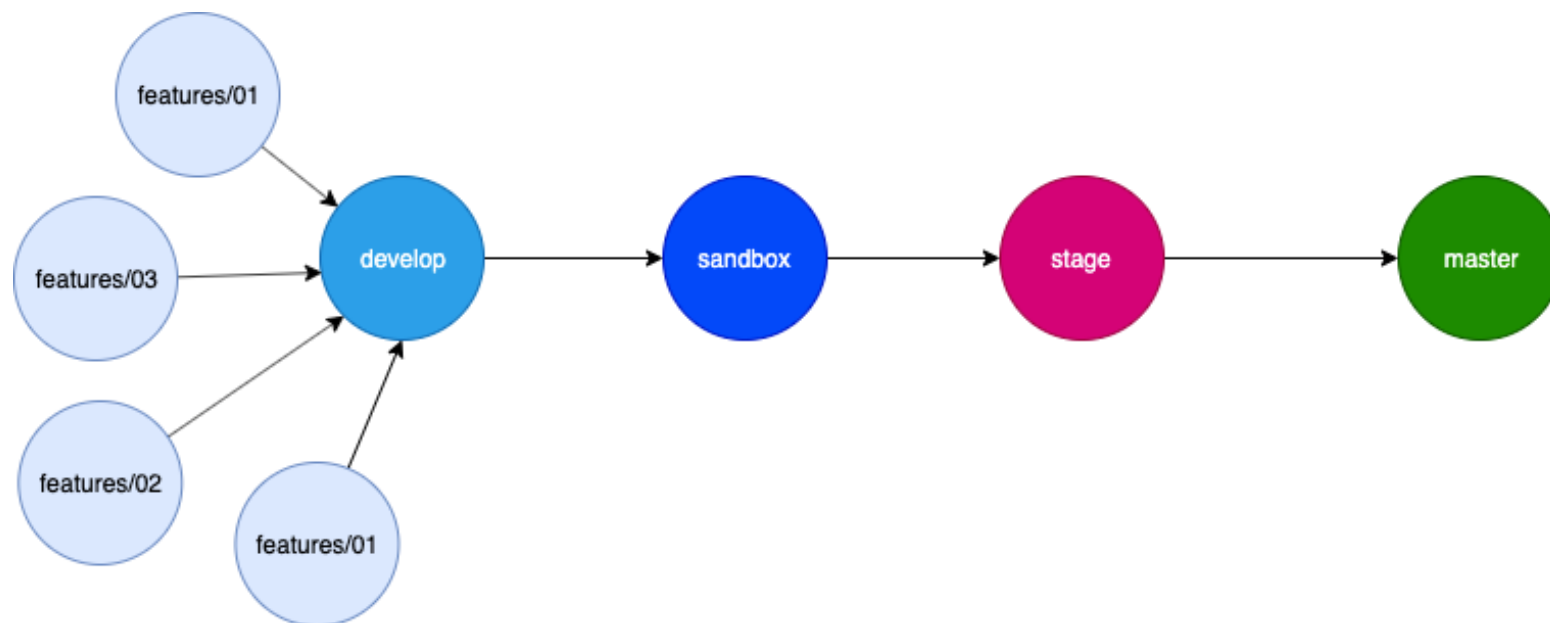 features/01
features/03
develop
sandbox
stage
master
features/02
features/01